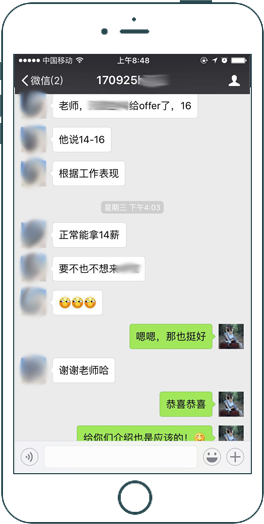 中国移动
上午8:48
微信(2)
170925
老师，
给offer了，16
他说14-16
根据工作表现
星期三 下午4:03
正常能拿14薪
要不也不想来
嗯嗯，那也挺好
谢谢老师哈
恭喜恭喜
给你们介绍也是应该的！